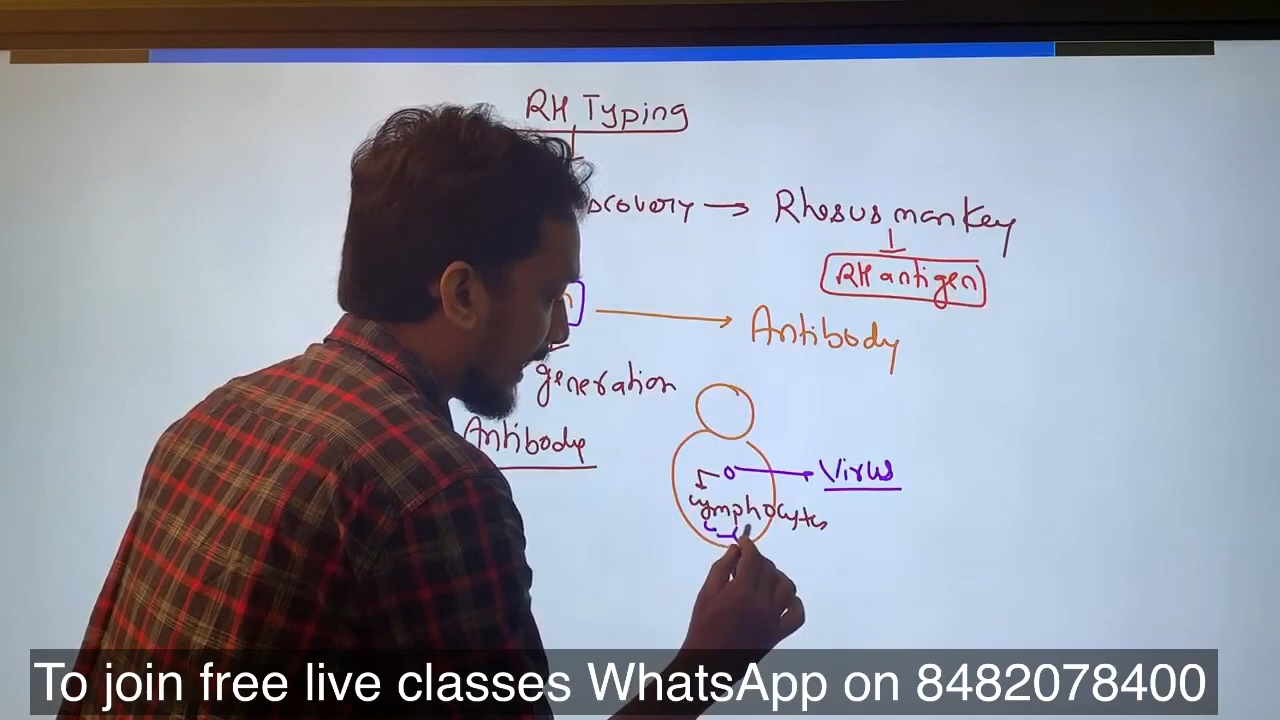 RH Typing
scovery → Rhesus monkey
RH antigen
n → Antibody
generation
Antibody
Virus
lymphocytes
To join free live classes WhatsApp on 8482078400